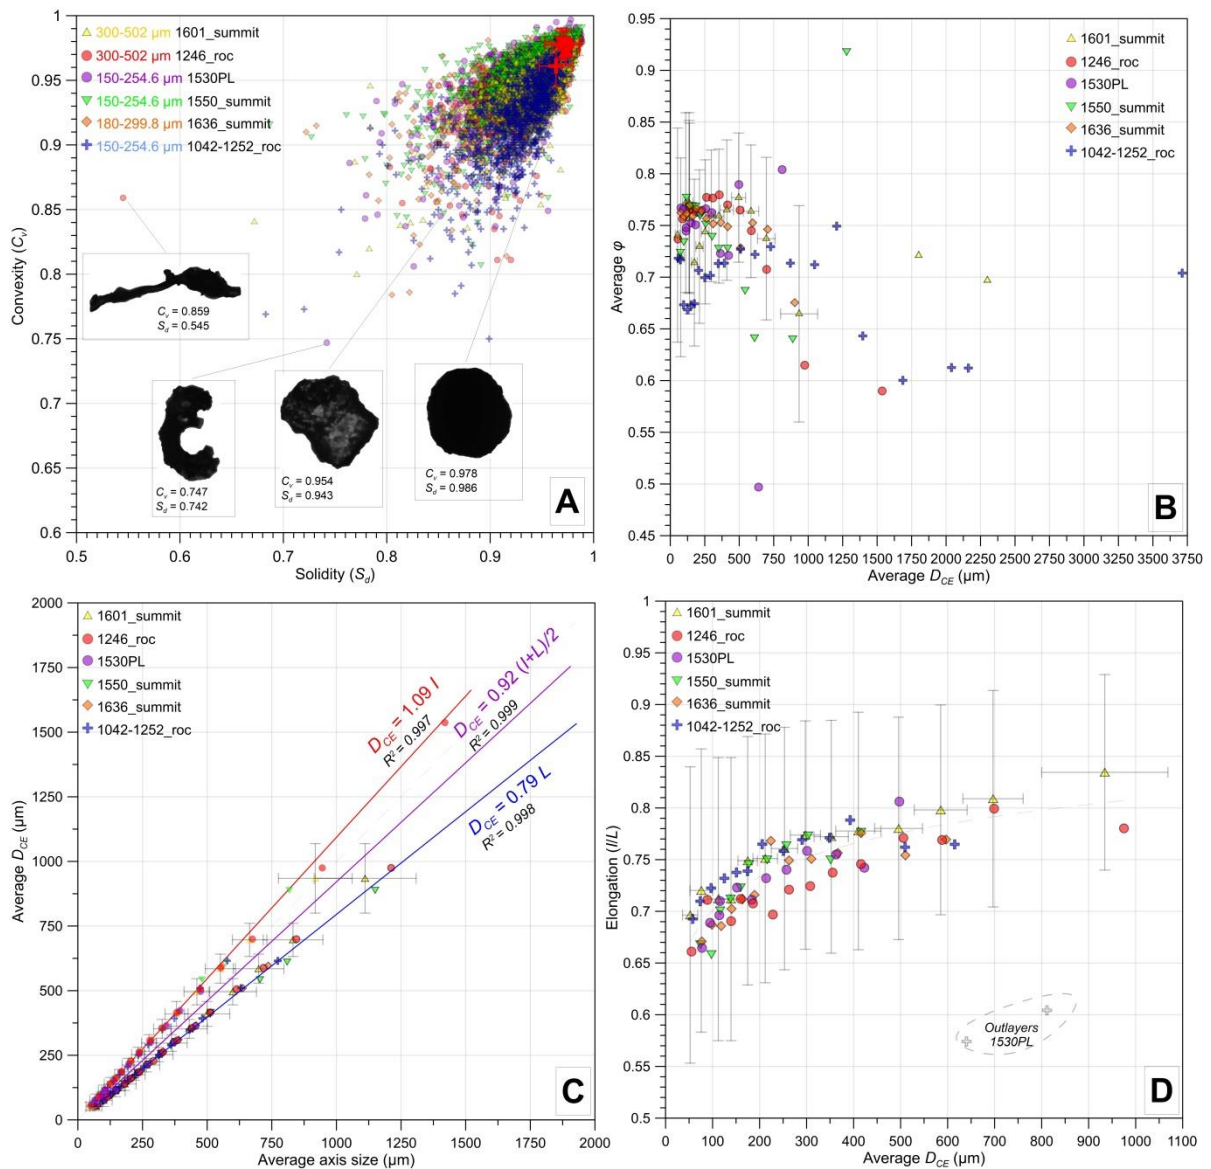 1
0.95
0.9
0.85
0.8
0.75
0.7
0.65
0.6
0.5
0.6
0.7
0.8
0.9
1
Convexity (Cv)
Solidity (Sd)
300-502 µm 1601_summit
300-502 µm 1246_roc
150-254.6 µm 1530PL
150-254.6 µm 1550_summit
180-299.8 µm 1636_summit
150-254.6 µm 1042-1252_roc
Cv = 0.859
Sd = 0.545
Cv = 0.747
Sd = 0.742
Cv = 0.954
Sd = 0.943
Cv = 0.978
Sd = 0.986
A
0.95
0.9
0.85
0.8
0.75
0.7
0.65
0.6
0.55
0.5
0.45
0
250
500
750
1000
1250
1500
1750
2000
2250
2500
2750
3000
3250
3500
3750
Average φ
Average DCE (µm)
1601_summit
1246_roc
1530PL
1550_summit
1636_summit
1042-1252_roc
B
2000
1750
1500
1250
1000
750
500
250
0
0
250
500
750
1000
1250
1500
1750
2000
Average DCE (µm)
Average axis size (µm)
1601_summit
1246_roc
1530PL
1550_summit
1636_summit
1042-1252_roc
DCE = 1.09 I
R2 = 0.997
DCE = 0.92 (I+L)/2
R2 = 0.999
DCE = 0.79 L
R2 = 0.998
C
1
0.95
0.9
0.85
0.8
0.75
0.7
0.65
0.6
0.55
0.5
0
100
200
300
400
500
600
700
800
900
1000
1100
Elongation (I/L)
Average DCE (µm)
1601_summit
1246_roc
1530PL
1550_summit
1636_summit
1042-1252_roc
Outlayers
1530PL
D